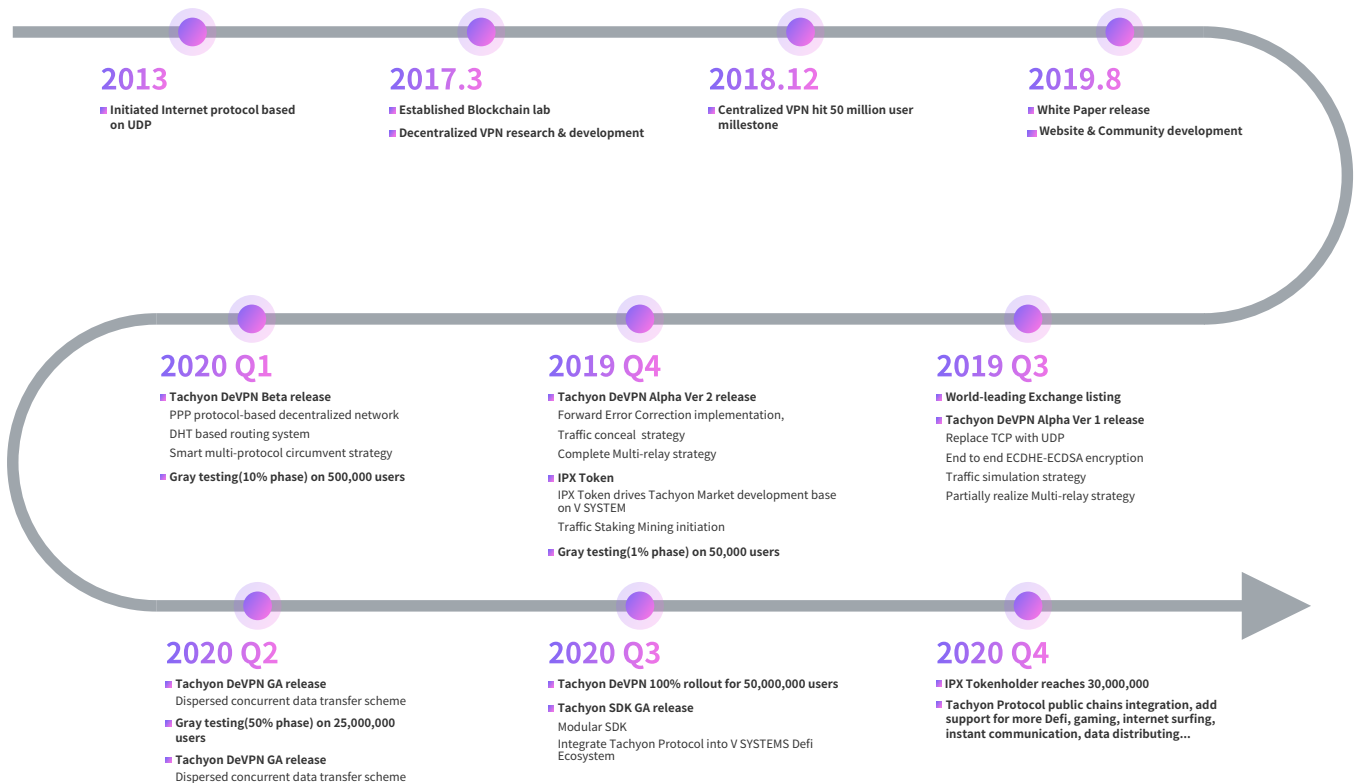 2013
Initiated Internet protocol based
on UDP
2017.3
Established Blockchain lab
Decentralized VPN research & development
2018.12
Centralized VPN hit 50 million user
millestone
2019.8
White Paper release
Website & Community development
2019 Q3
World-leading Exchange listing
Tachyon DeVPN Alpha Ver 1 release
Replace TCP with UDP
End to end ECDHE-ECDSA encryption
Traffic simulation strategy
Partially realize Multi-relay strategy
2019 Q4
Tachyon DeVPN Alpha Ver 2 release
Forward Error Correction implementation,
Traffic conceal strategy
Complete Multi-relay strategy
IPX Token
IPX Token drives Tachyon Market development base
on V SYSTEM
Traffic Staking Mining initiation
Gray testing(1% phase) on 50,000 users
2020 Q1
Tachyon DeVPN Beta release
PPP protocol-based decentralized network
DHT based routing system
Smart multi-protocol circumvent strategy
Gray testing(10% phase) on 500,000 users
2020 Q2
Tachyon DeVPN GA release
Dispersed concurrent data transfer scheme
Gray testing(50% phase) on 25,000,000
users
Tachyon DeVPN GA release
Dispersed concurrent data transfer scheme
2020 Q3
Tachyon DeVPN 100% rollout for 50,000,000 users
Tachyon SDK GA release
Modular SDK
Integrate Tachyon Protocol into V SYSTEMS Defi
Ecosystem
2020 Q4
IPX Tokenholder reaches 30,000,000
Tachyon Protocol public chains integration, add
support for more Defi, gaming, internet surfing,
instant communication, data distributing...